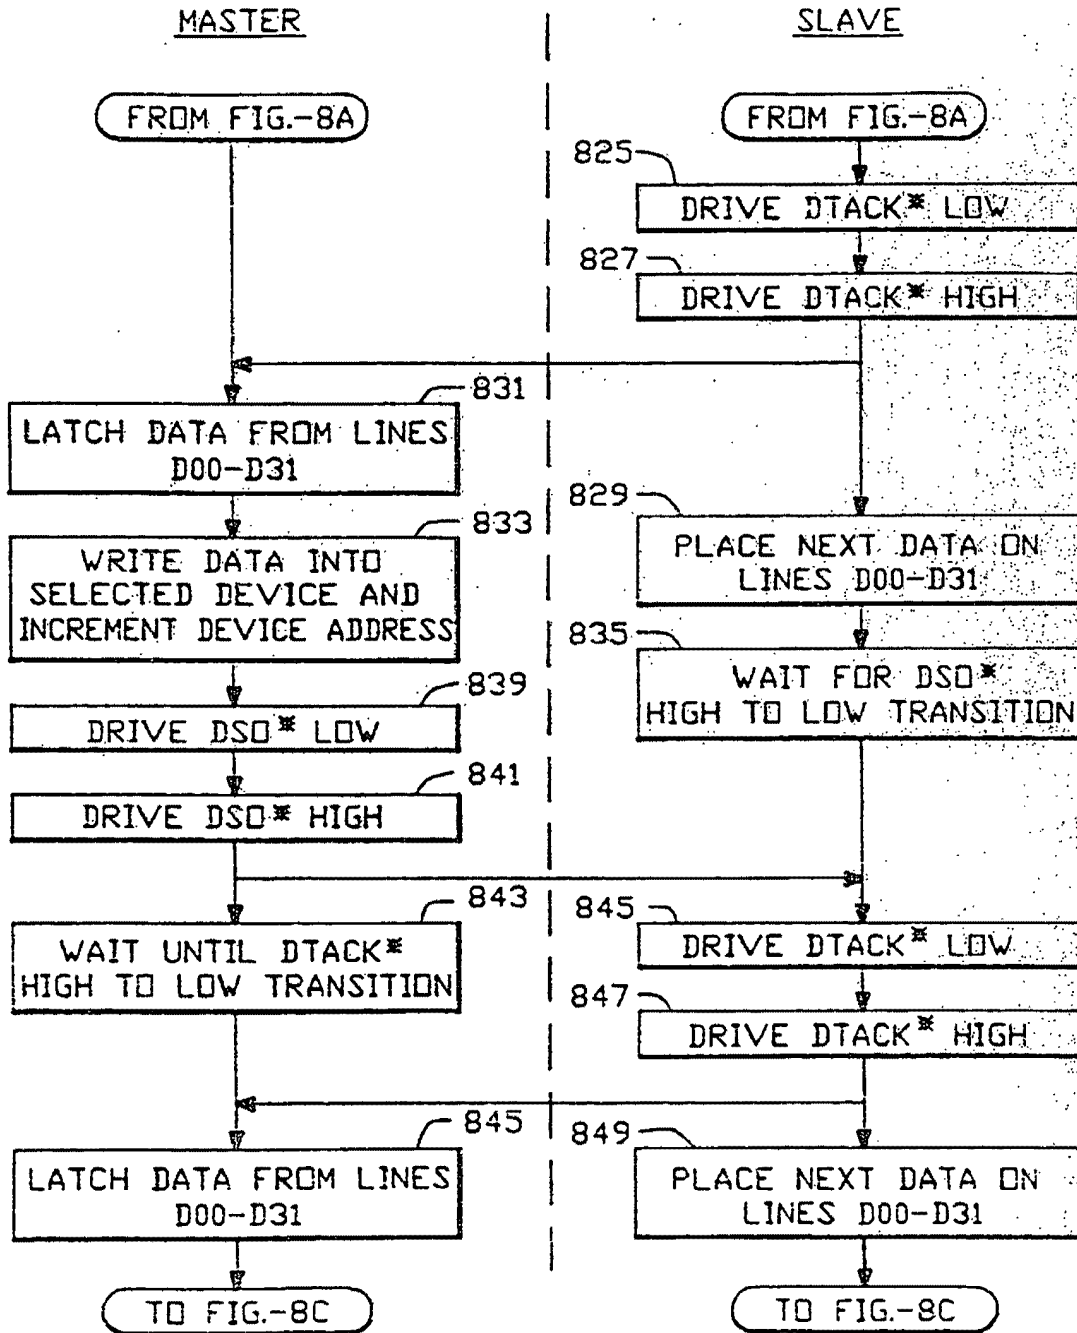 MASTER
SLAVE
FROM FIG.-8A
FROM FIG.-8A
825
DRIVE DTACK* LOW
827
DRIVE DTACK* HIGH
831
LATCH DATA FROM LINES
D00-D31
829
PLACE NEXT DATA ON
LINES D00-D31
833
WRITE DATA INTO
SELECTED DEVICE AND
INCREMENT DEVICE ADDRESS
835
WAIT FOR DSO*
HIGH TO LOW TRANSITION
839
DRIVE DSO* LOW
841
DRIVE DSO* HIGH
843
WAIT UNTIL DTACK*
HIGH TO LOW TRANSITION
845
DRIVE DTACK* LOW
847
DRIVE DTACK* HIGH
845
LATCH DATA FROM LINES
D00-D31
849
PLACE NEXT DATA ON
LINES D00-D31
TO FIG.-8C
TO FIG.-8C